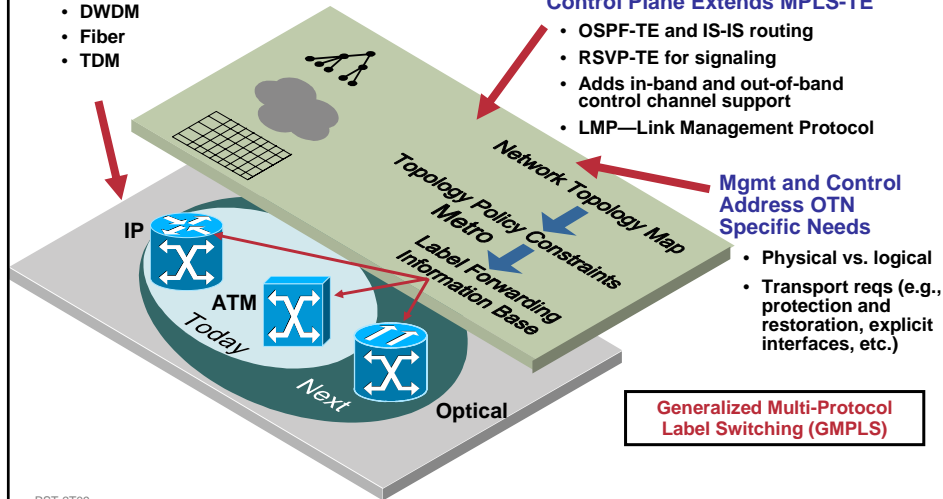 • DWDM
• Fiber
• TDM
Control Plane Extends MPLS-TE
• OSPF-TE and IS-IS routing
• RSVP-TE for signaling
• Adds in-band and out-of-band
control channel support
• LMP—Link Management Protocol
Network Topology Map
Topology Policy Constraints
Metro
Label Forwarding
Information Base
Mgmt and Control
Address OTN
Specific Needs
• Physical vs. logical
• Transport reqs (e.g.,
protection and
restoration, explicit
interfaces, etc.)
IP
ATM
Today
Next
Optical
Generalized Multi-Protocol
Label Switching (GMPLS)